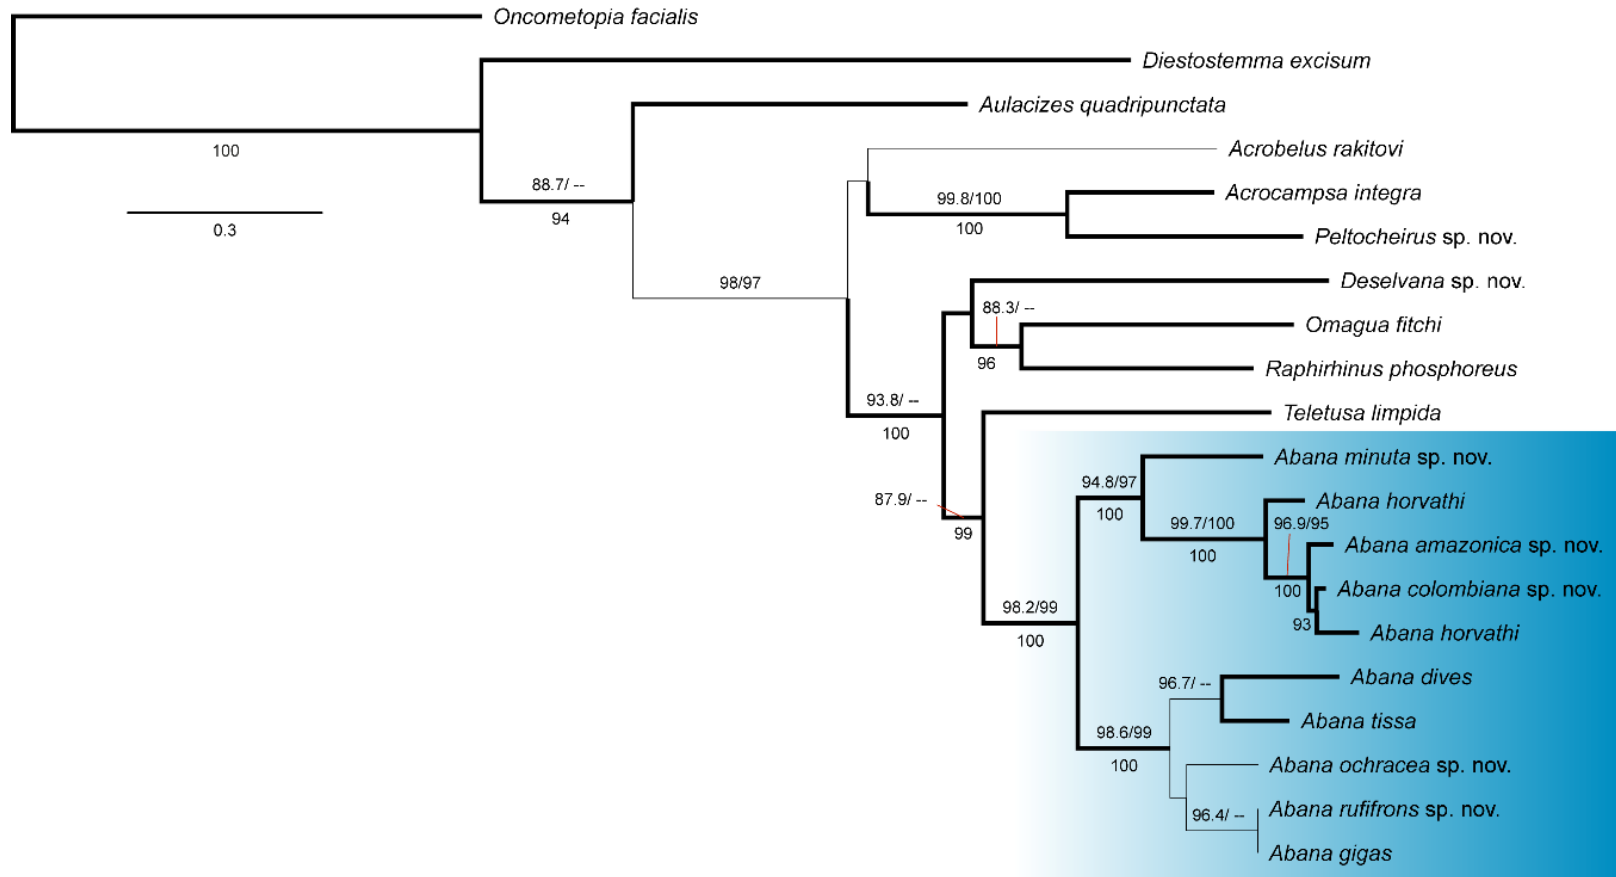 Oncometopia facialis
Diestostemma excisum
Aulacizes quadripunctata
100
Acrobelus rakitovi
88.7/ --
94
99.8/100
100
Acrocampsa integra
0.3
Peltocheirus sp. nov.
98/97
Deselvana sp. nov.
88.3/ --
96
Omagua fitchi
Raphirhinus phosphoreus
93.8/ --
100
Teletusa limpida
Abana minuta sp. nov.
94.8/97
100
87.9/ --
99
Abana horvathi
99.7/100
100
96.9/95
100
Abana amazonica sp. nov.
Abana colombiana sp. nov.
93
Abana horvathi
98.2/99
100
Abana dives
96.7/ --
Abana tissa
98.6/99
100
Abana ochracea sp. nov.
Abana rufifrons sp. nov.
96.4/ --
Abana gigas